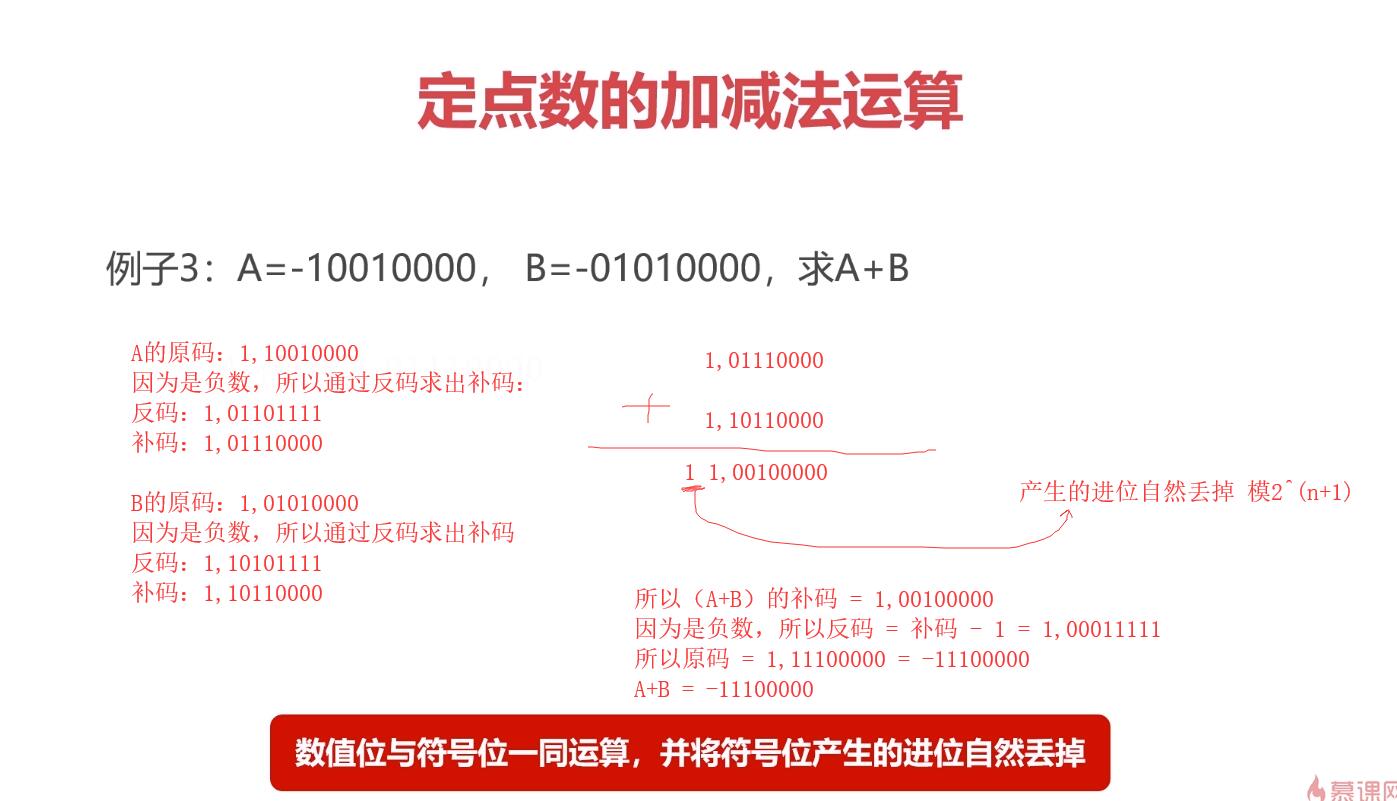 定点数的加减法运算
例子3：A=-10010000， B=-01010000，求A+B
A的原码：1,10010000
因为是负数，所以通过反码求出补码：
反码：1,01101111
补码：1,01110000
B的原码：1,01010000
因为是负数，所以通过反码求出补码
反码：1,10101111
补码：1,10110000
1,01110000
+
1,10110000
1 1,00100000
产生的进位自然丢掉 模2^(n+1)
所以（A+B）的补码 = 1,00100000
因为是负数，所以反码 = 补码 - 1 = 1,00011111
所以原码 = 1,11100000 = -11100000
A+B = -11100000
数值位与符号位一同运算，并将符号位产生的进位自然丢掉
慕课网